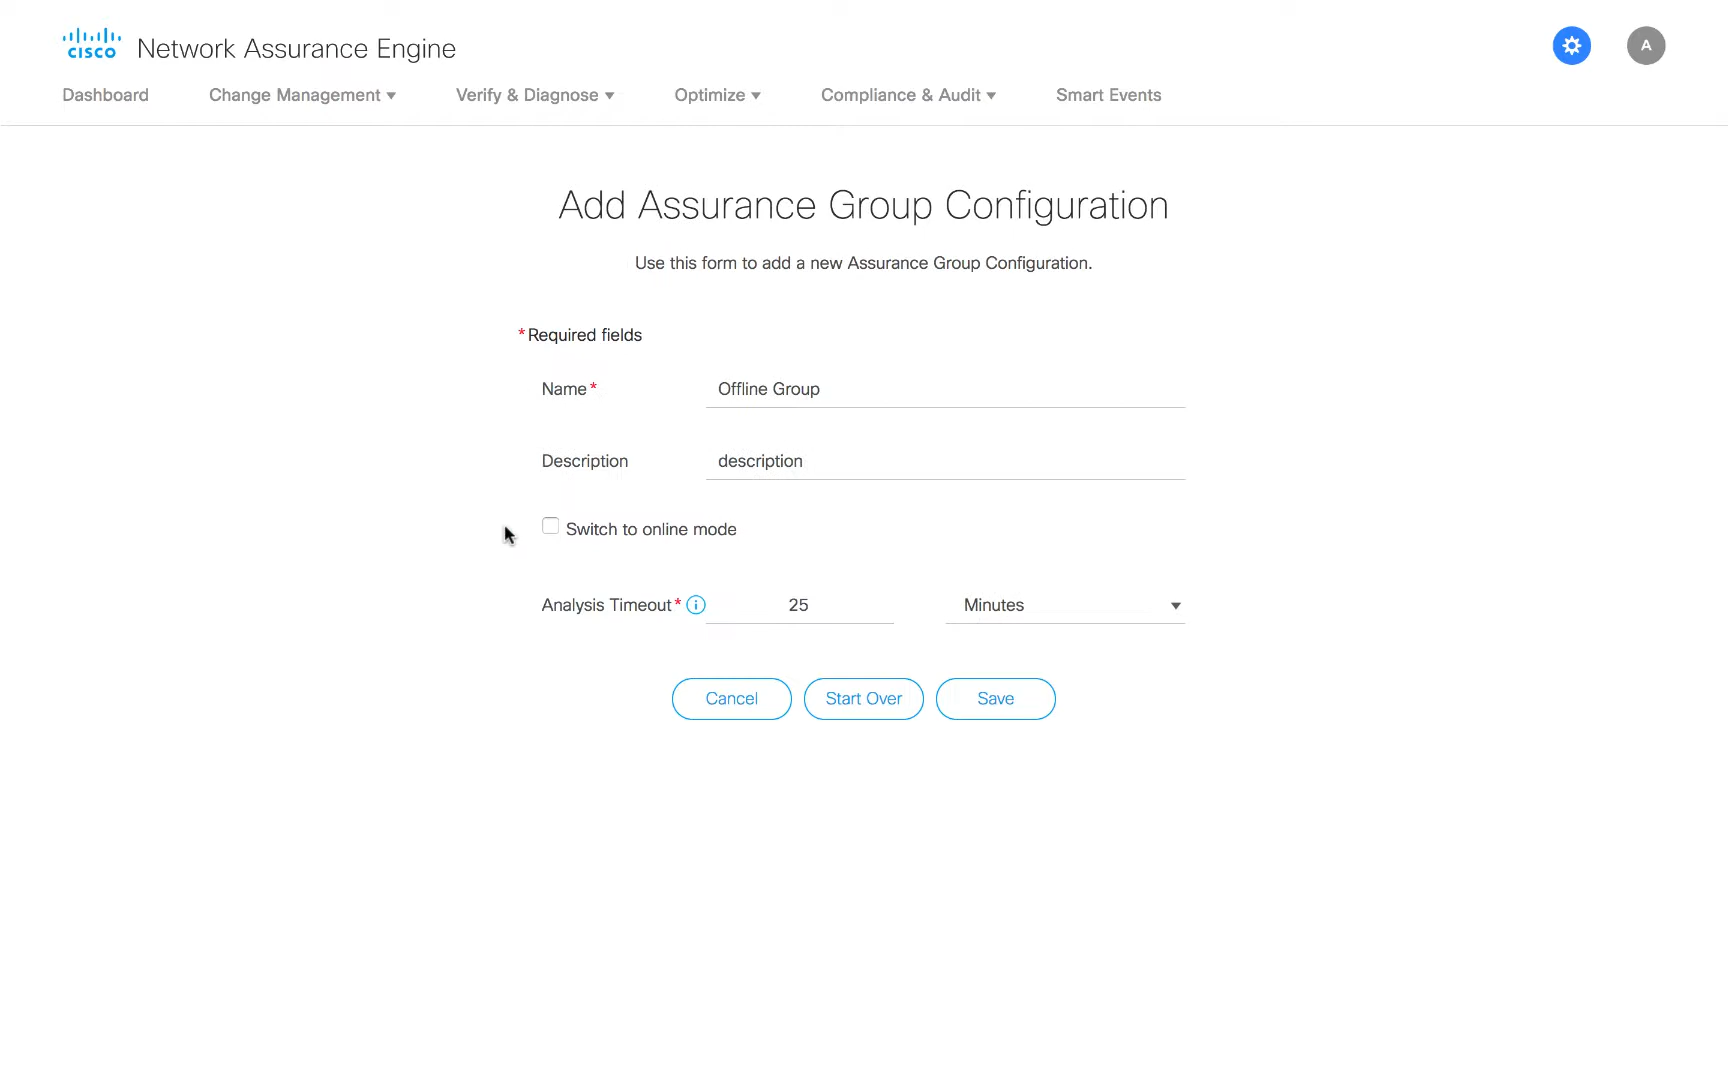 cisco Network Assurance Engine
A
Dashboard Change Management Verify & Diagnose Optimize Compliance & Audit Smart Events
Add Assurance Group Configuration
Use this form to add a new Assurance Group Configuration.
*Required fields
Name* Offline Group
Description description
Switch to online mode
Analysis Timeout* i 25 Minutes
Cancel Start Over Save